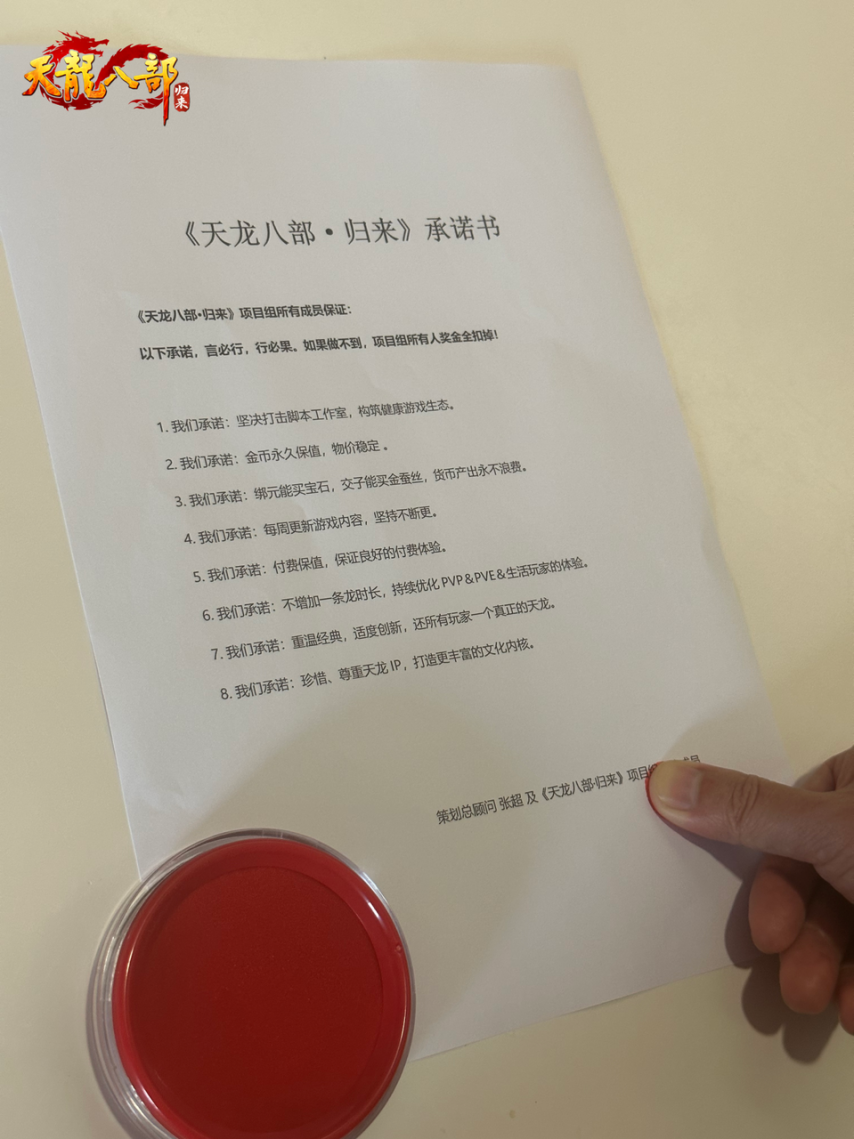 天龍八部
归来
《天龙八部•归来》承诺书
《天龙八部•归来》项目组所有成员保证：
以下承诺，言必行，行必果。如果做不到，项目组所有人奖金全扣掉！
1. 我们承诺：坚决打击脚本工作室，构筑健康游戏生态。
2. 我们承诺：金币永久保值，物价稳定 。
3. 我们承诺：绑元能买宝石，交子能买金蚕丝，货币产出永不浪费。
4. 我们承诺：每周更新游戏内容，坚持不断更。
5. 我们承诺：付费保值，保证良好的付费体验。
6. 我们承诺：不增加一条龙时长，持续优化 PVP＆PVE＆生活玩家的体验。
7. 我们承诺：重温经典，适度创新，还所有玩家一个真正的天龙。
8. 我们承诺：珍惜、尊重天龙 IP，打造更丰富的文化内核。
策划总顾问 张超 及《天龙八部·归来》项目